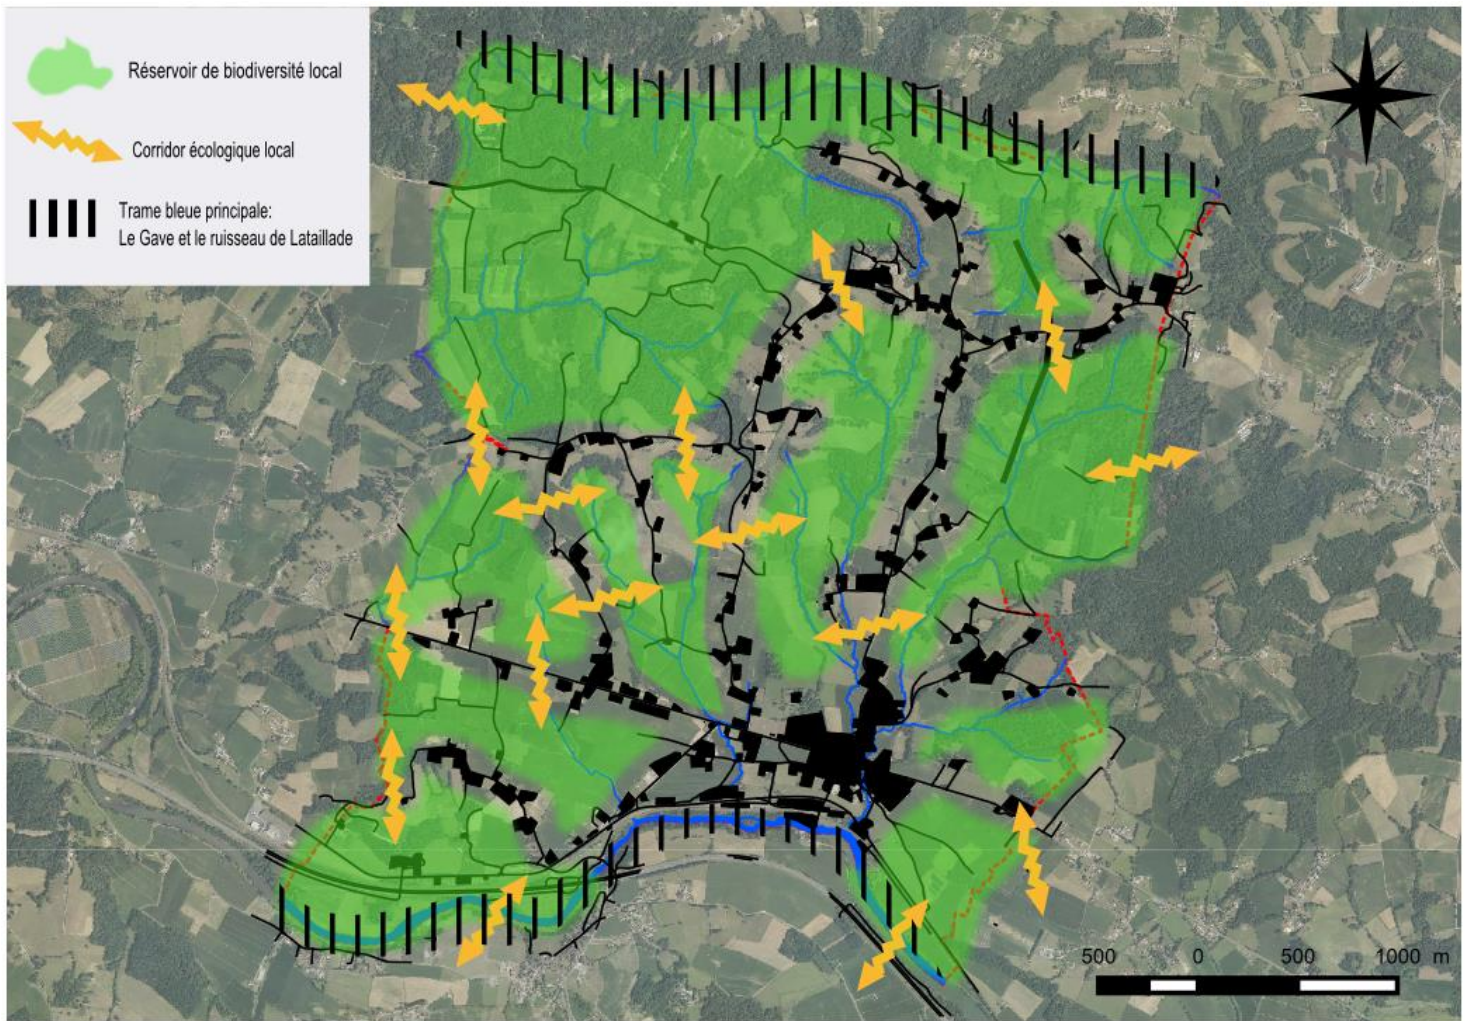 Réservoir de biodiversité local
Corridor écologique local
Trame bleue principale:
Le Gave et le ruisseau de Lataillade
500 0 500 1000 m